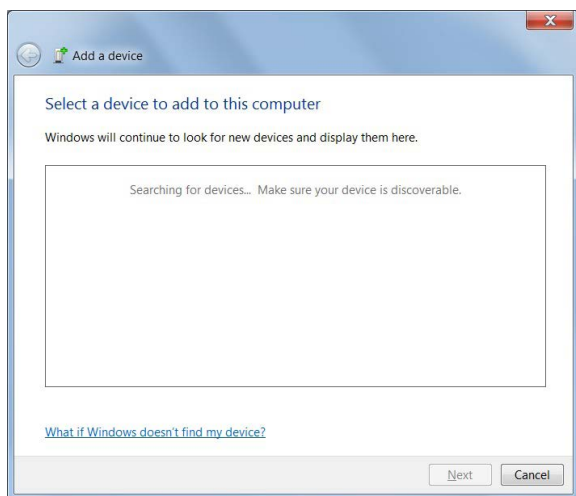 Add a device
Select a device to add to this computer
Windows will continue to look for new devices and display them here.
Searching for devices... Make sure your device is discoverable.
What if Windows doesn't find my device?
Next
Cancel